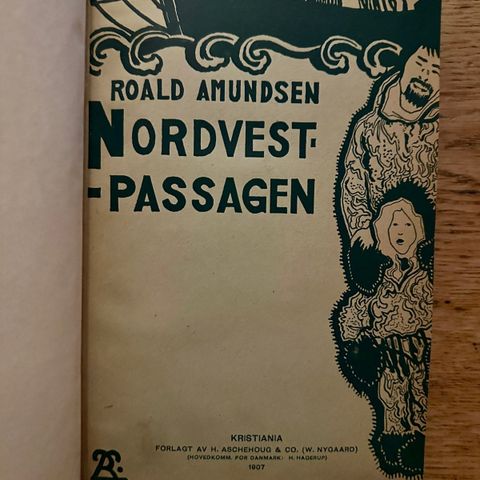 ROALD AMUNDSEN
NORDVEST-
-PASSAGEN
KRISTIANIA
FORLAGT AV H. ASCHEHOUG & CO. (W. NYGAARD)
(HOVEDKOMM. FOR DANMARK: H. HAGERUP)
1907